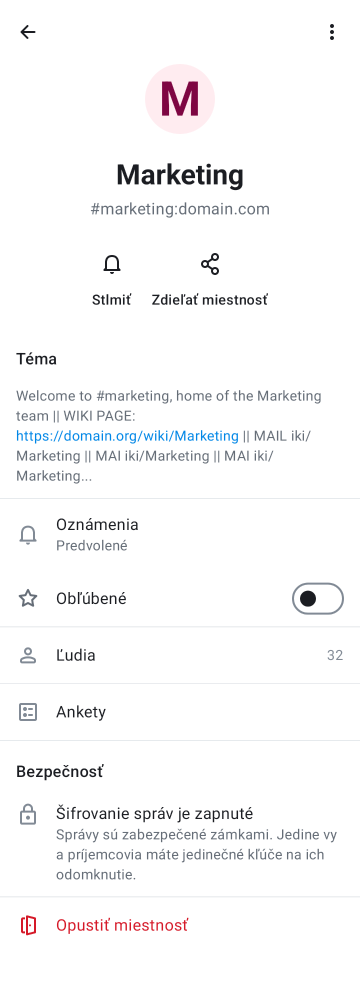 M
Marketing
#marketing:domain.com
Stlmiť
Zdieľať miestnosť
Téma
Welcome to #marketing, home of the Marketing
team || WIKI PAGE:
https://domain.org/wiki/Marketing || MAIL iki/
Marketing || MAI iki/Marketing || MAI iki/
Marketing...
Oznámenia
Predvolené
Obľúbené
Ľudia 32
Ankety
Bezpečnosť
Šifrovanie správ je zapnuté
Správy sú zabezpečené zámkami. Jedine vy
a príjemcovia máte jedinečné kľúče na ich
odomknutie.
Opustiť miestnosť